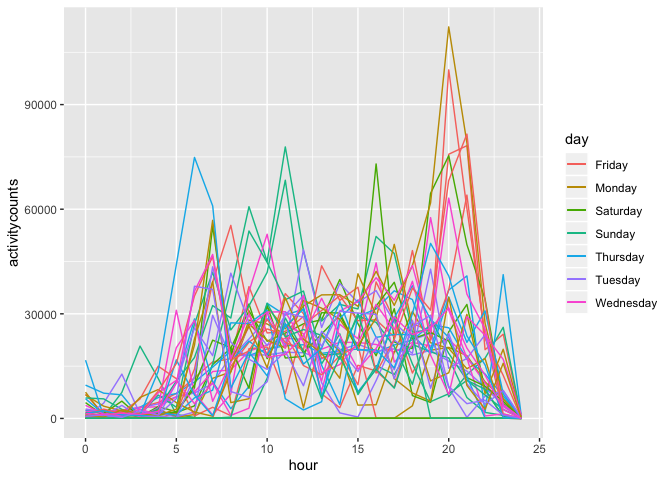 90000
60000
30000
0
activitycounts
0
5
10
15
20
25
hour
day
Friday
Monday
Saturday
Sunday
Thursday
Tuesday
Wednesday